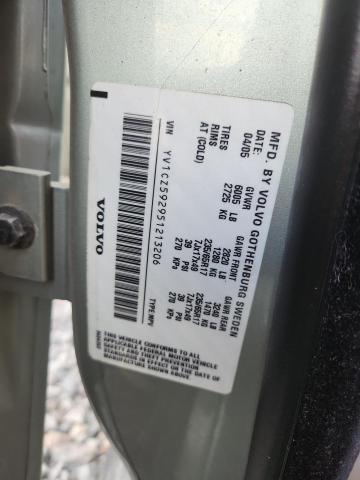 MFD. BY VOLVO GOTHENBURG SWEDEN
DATE: GVWR GAWR FRONT GAWR REAR
04/05 6005 LB 2820 LB 3240 LB
2725 KG 1280 KG 1470 KG
TIRES 235/65R17 235/65R17
RIMS 7Jx17x49 7Jx17x49
AT (COLD) 39 PSI 39 PSI
270 KPA 270 KPA
VIN YV1CZ592951213206 TYPE: MPV
THIS VEHICLE CONFORMS TO ALL
APPLICABLE FEDERAL MOTOR VEHICLE
SAFETY AND THEFT PREVENTION
STANDARDS IN EFFECT ON THE DATE OF
MANUFACTURE SHOWN ABOVE.
VOLVO